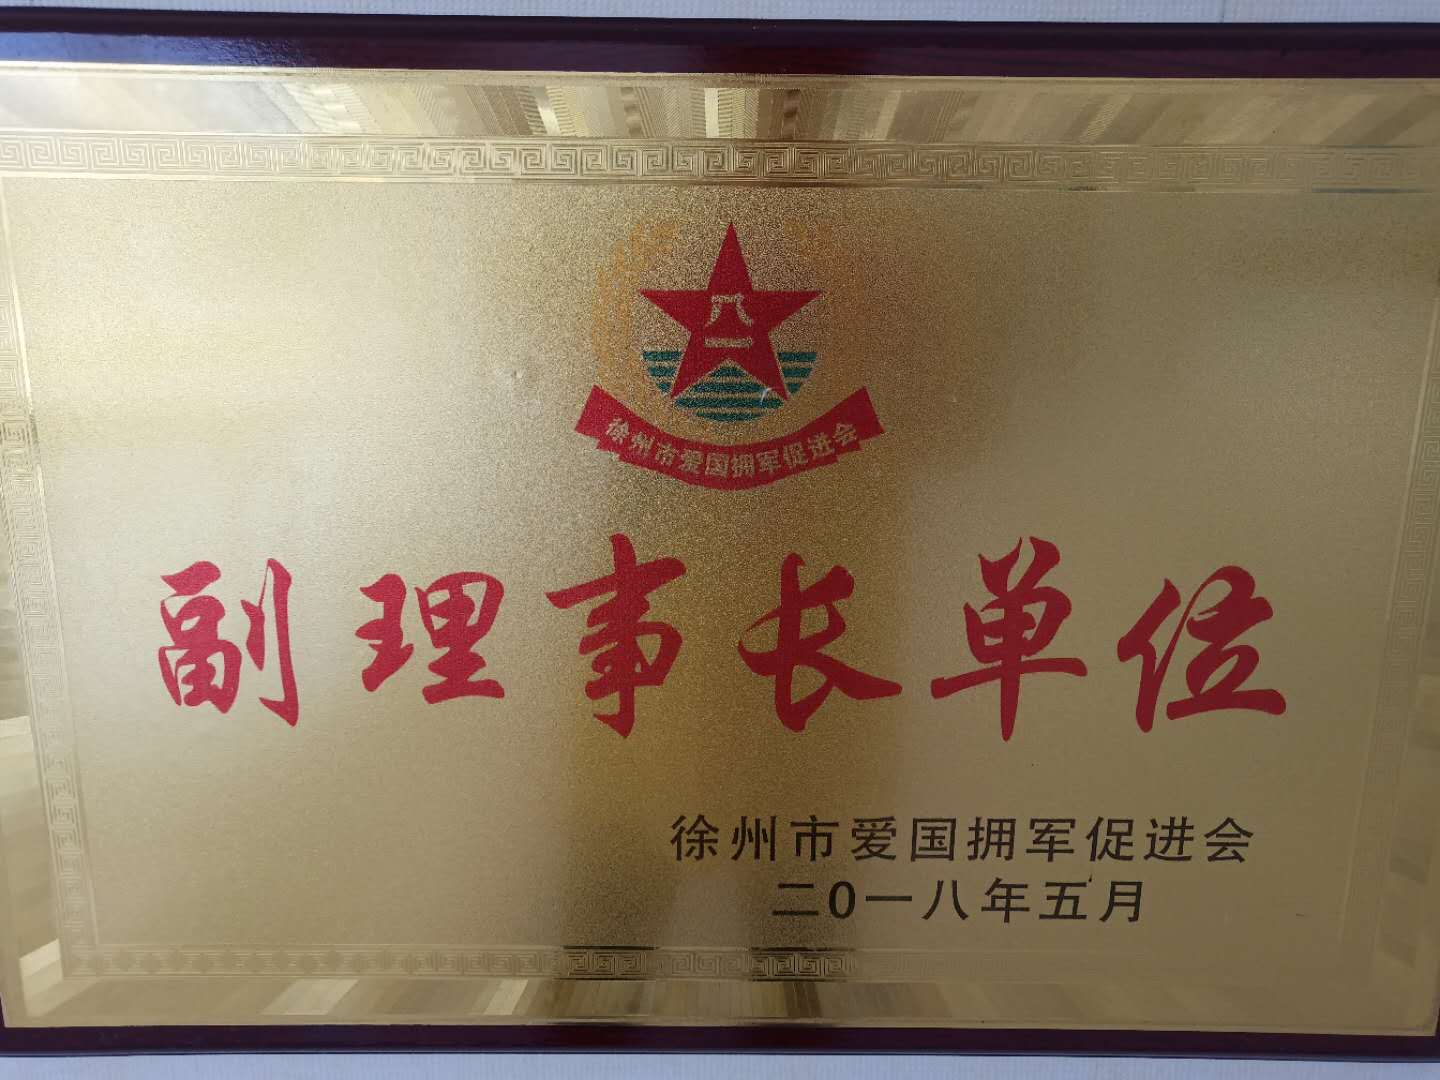 八一
徐州市爱国拥军促进会
副理事长单位
徐州市爱国拥军促进会
二0一八年五月